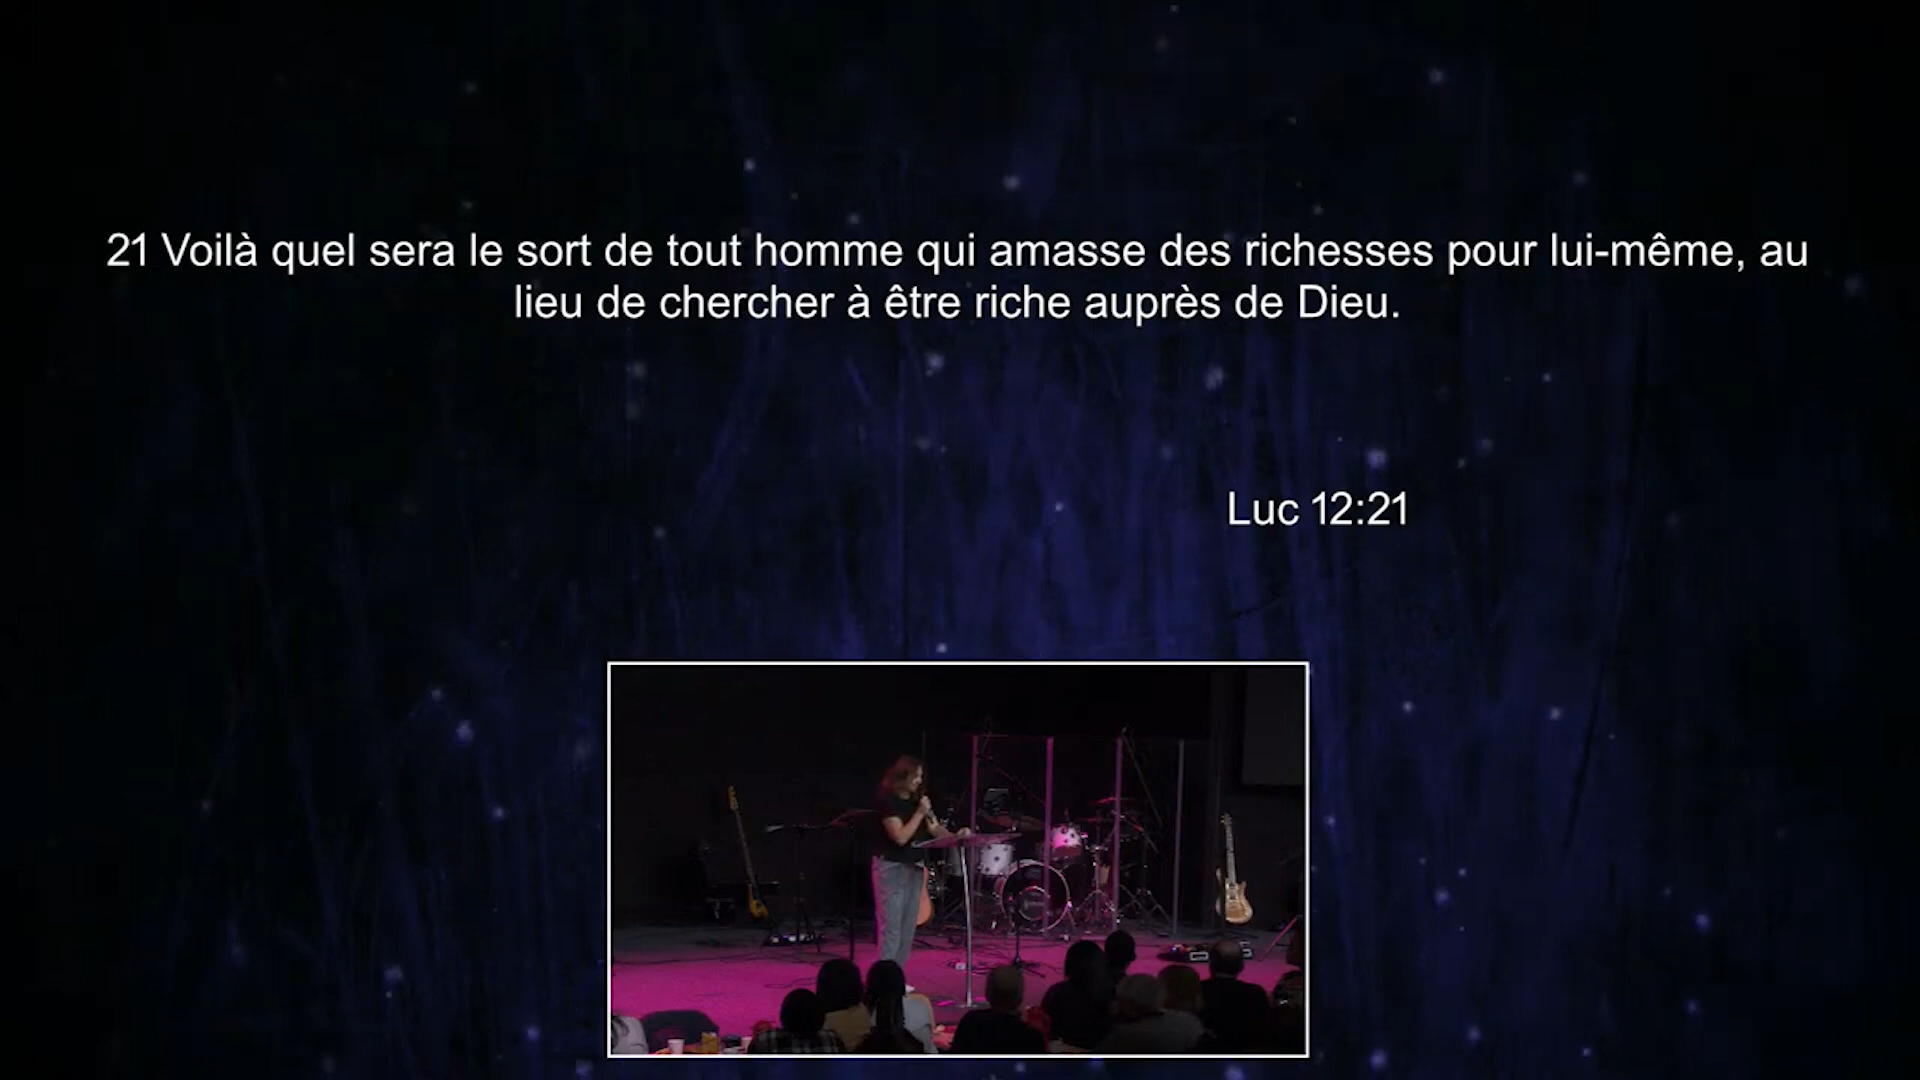 21 Voilà quel sera le sort de tout homme qui amasse des richesses pour lui-même, au
lieu de chercher à être riche auprès de Dieu.
Luc 12:21